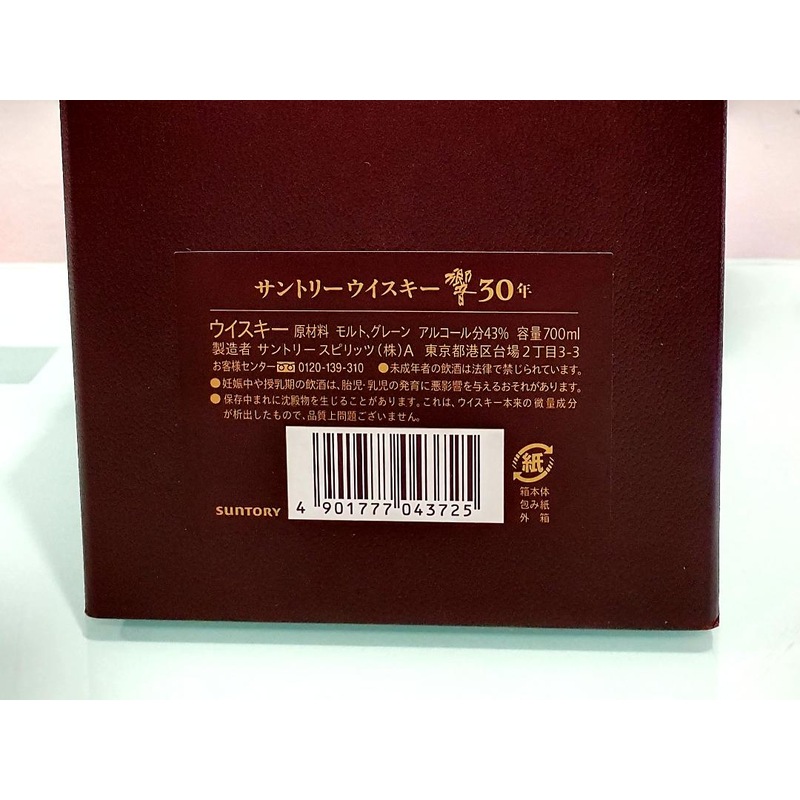 サントリーウイスキー 響 30年
ウイスキー 原材料 モルト、グレーン アルコール分43% 容量700ml
製造者 サントリー スピリッツ(株)A 東京都港区台場2丁目3-3
お客様センター 0120-139-310 ●未成年者の飲酒は法律で禁じられています。
●妊娠中や授乳期の飲酒は、胎児・乳児の発育に悪影響を与えるおそれがあります。
●保存中まれに沈殿物を生じることがあります。これは、ウイスキー本来の微量成分
が析出したもので、品質上問題ございません。
紙
箱本体
包み紙
外 箱
SUNTORY
4 901777 043725